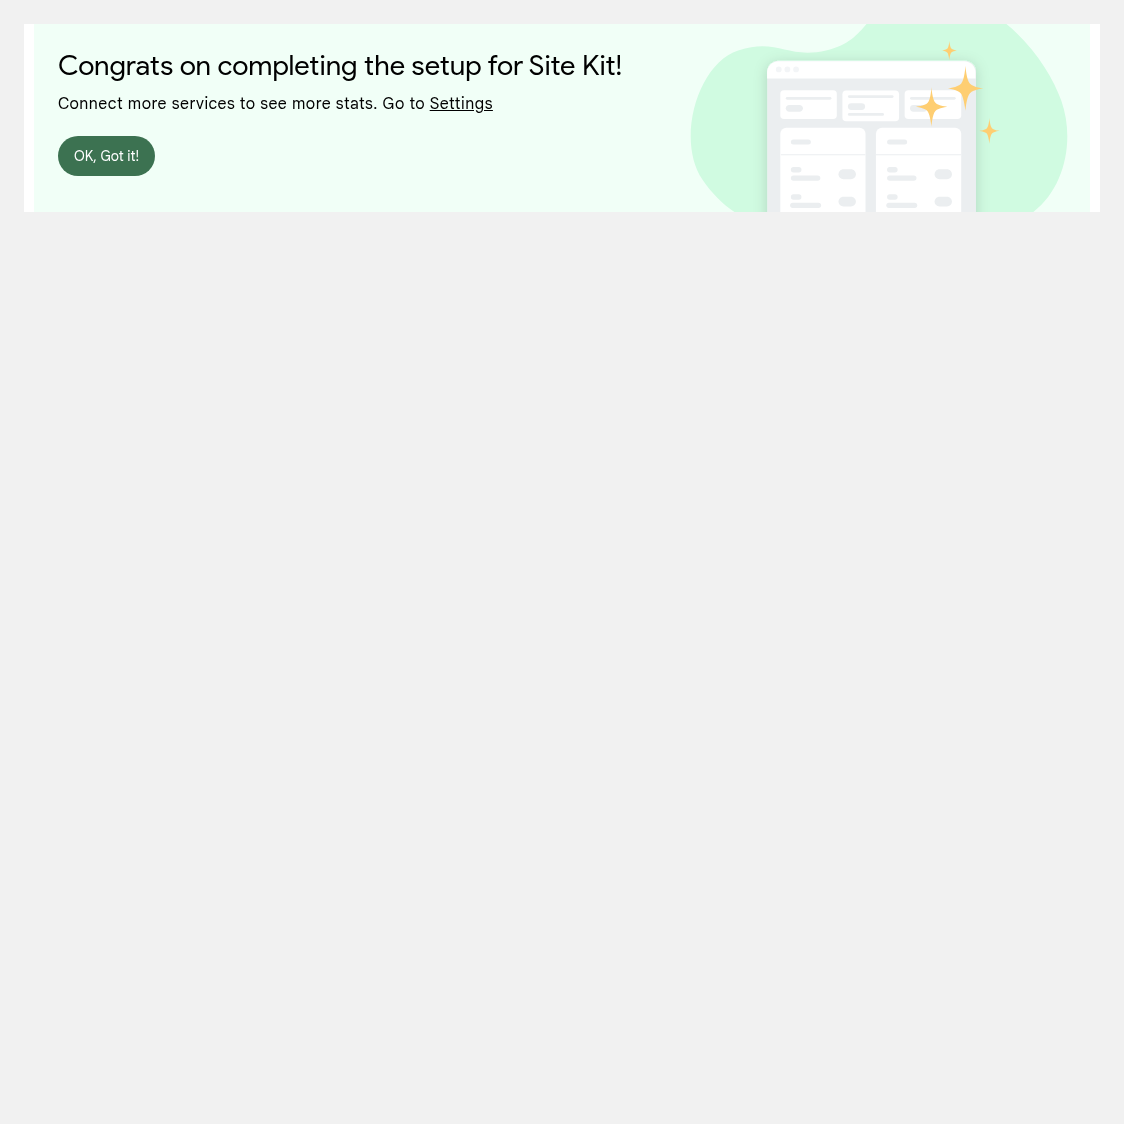 Congrats on completing the setup for Site Kit!
Connect more services to see more stats. Go to Settings
OK, Got it!